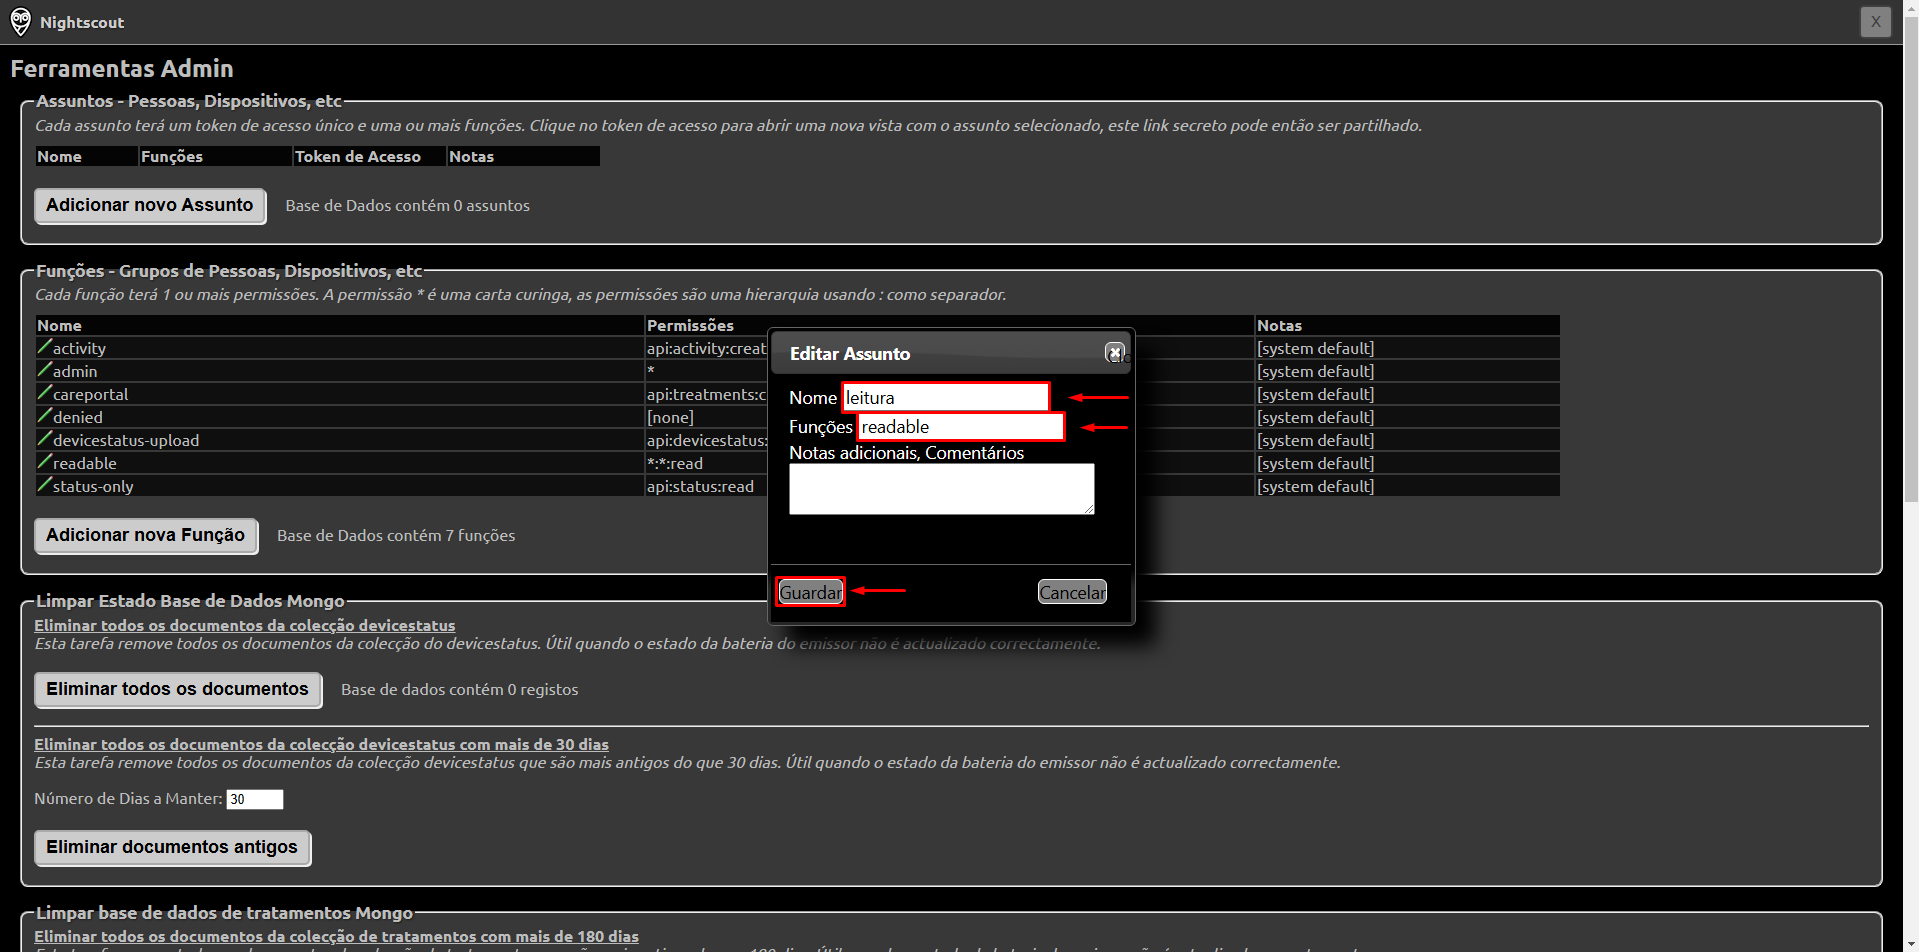 Nightscout
X
Ferramentas Admin
Assuntos - Pessoas, Dispositivos, etc
Cada assunto terá um token de acesso único e uma ou mais funções. Clique no token de acesso para abrir uma nova vista com o assunto selecionado, este link secreto pode então ser partilhado.
Nome Funções Token de Acesso Notas
Adicionar novo Assunto Base de Dados contém 0 assuntos
Funções - Grupos de Pessoas, Dispositivos, etc
Cada função terá 1 ou mais permissões. A permissão * é uma carta curinga, as permissões são uma hierarquia usando : como separador.
Nome Permissões Notas
activity api:activity:creat [system default]
admin * [system default]
careportal api:treatments:c [system default]
denied [none] [system default]
devicestatus-upload api:devicestatus: [system default]
readable *:*:read [system default]
status-only api:status:read [system default]
Adicionar nova Função Base de Dados contém 7 funções
Editar Assunto
Nome leitura
Funções readable
Notas adicionais, Comentários
Guardar Cancelar
Limpar Estado Base de Dados Mongo
Eliminar todos os documentos da colecção devicestatus
Esta tarefa remove todos os documentos da colecção do devicestatus. Útil quando o estado da bateria do emissor não é actualizado correctamente.
Eliminar todos os documentos Base de dados contém 0 registos
Eliminar todos os documentos da colecção devicestatus com mais de 30 dias
Esta tarefa remove todos os documentos da colecção devicestatus que são mais antigos do que 30 dias. Útil quando o estado da bateria do emissor não é actualizado correctamente.
Número de Dias a Manter: 30
Eliminar documentos antigos
Limpar base de dados de tratamentos Mongo
Eliminar todos os documentos da colecção de tratamentos com mais de 180 dias